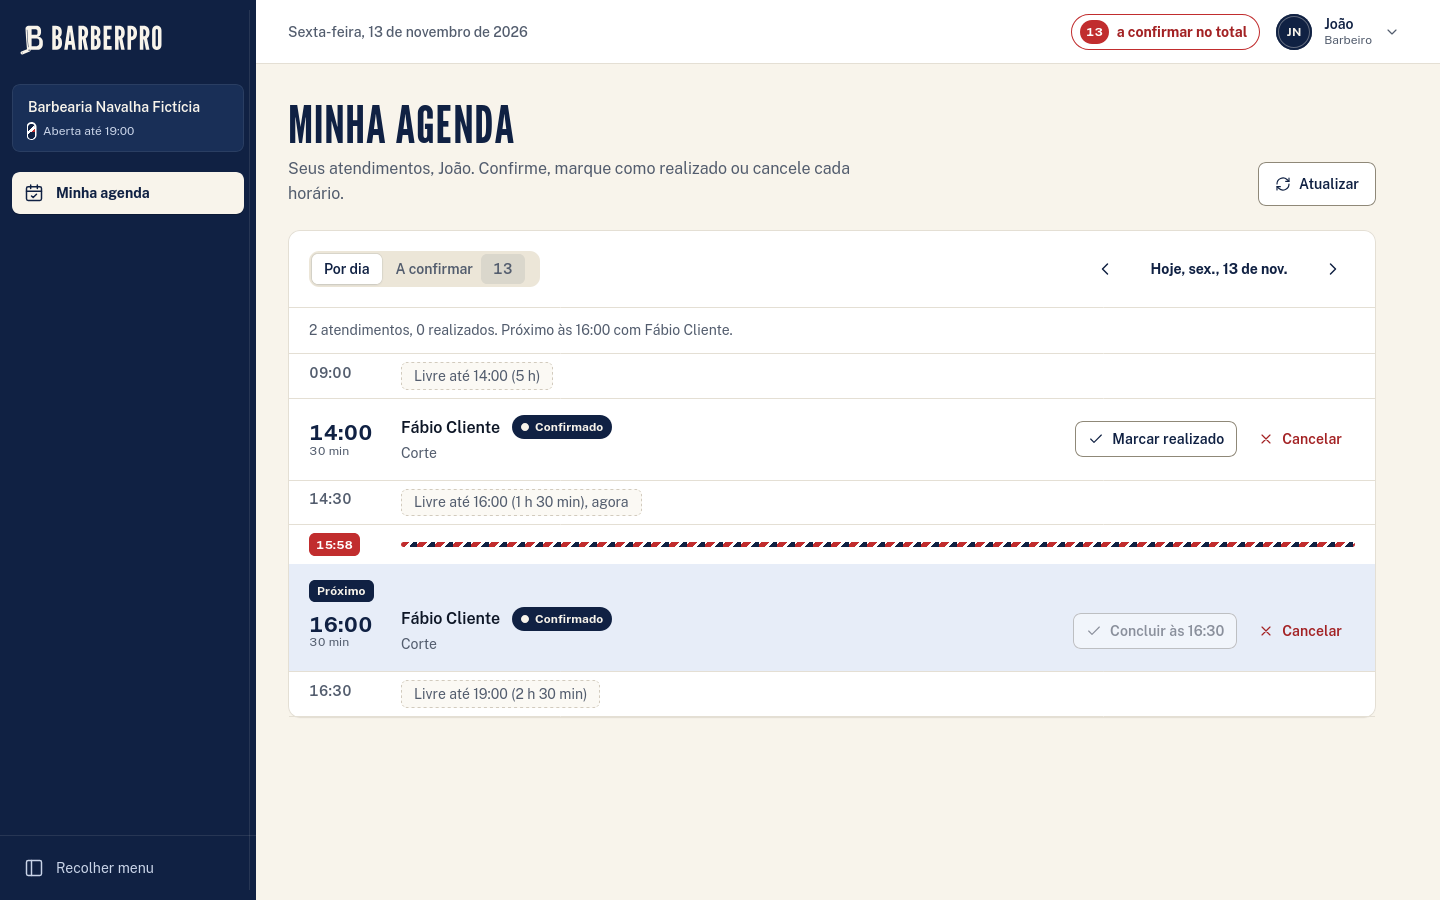 BARBERPRO
Barbearia Navalha Fictícia
Aberta até 19:00
Minha agenda
Recolher menu
Sexta-feira, 13 de novembro de 2026
13 a confirmar no total
JN
João
Barbeiro
MINHA AGENDA
Seus atendimentos, João. Confirme, marque como realizado ou cancele cada
horário.
Atualizar
Por dia
A confirmar 13
Hoje, sex., 13 de nov.
2 atendimentos, 0 realizados. Próximo às 16:00 com Fábio Cliente.
09:00 Livre até 14:00 (5 h)
14:00 Fábio Cliente Confirmado
30 min Corte
Marcar realizado Cancelar
14:30 Livre até 16:00 (1 h 30 min), agora
15:58
Próximo
16:00 Fábio Cliente Confirmado
30 min Corte
Concluir às 16:30 Cancelar
16:30 Livre até 19:00 (2 h 30 min)